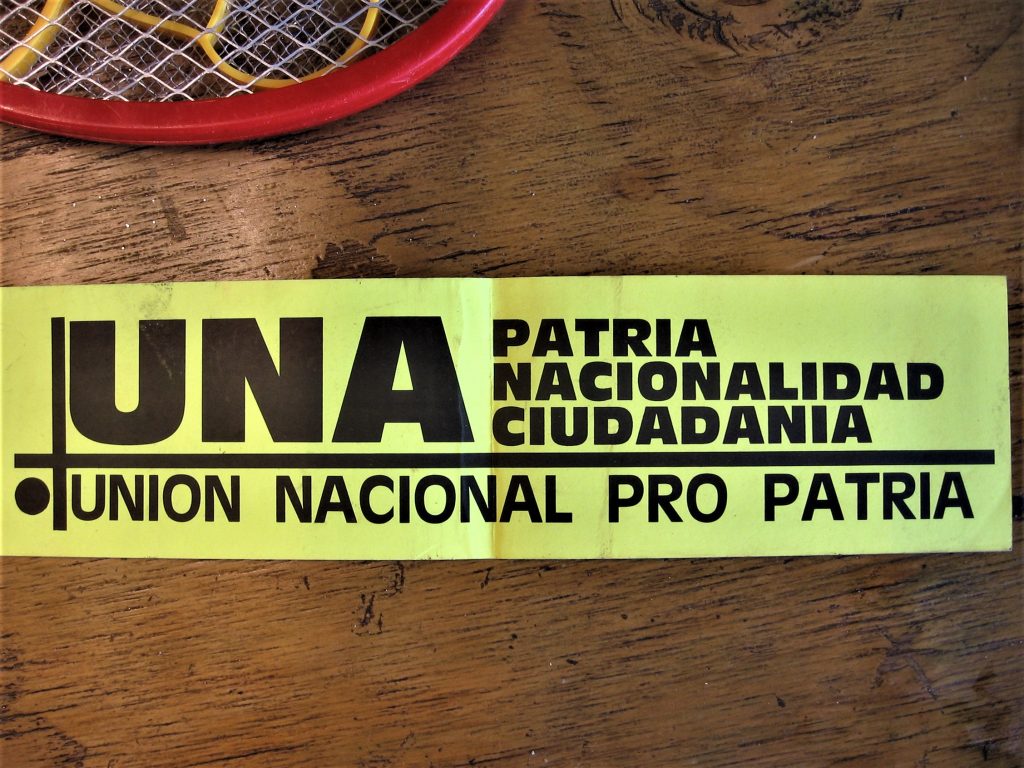 UNA
PATRIA
NACIONALIDAD
CIUDADANIA
UNION NACIONAL PRO PATRIA